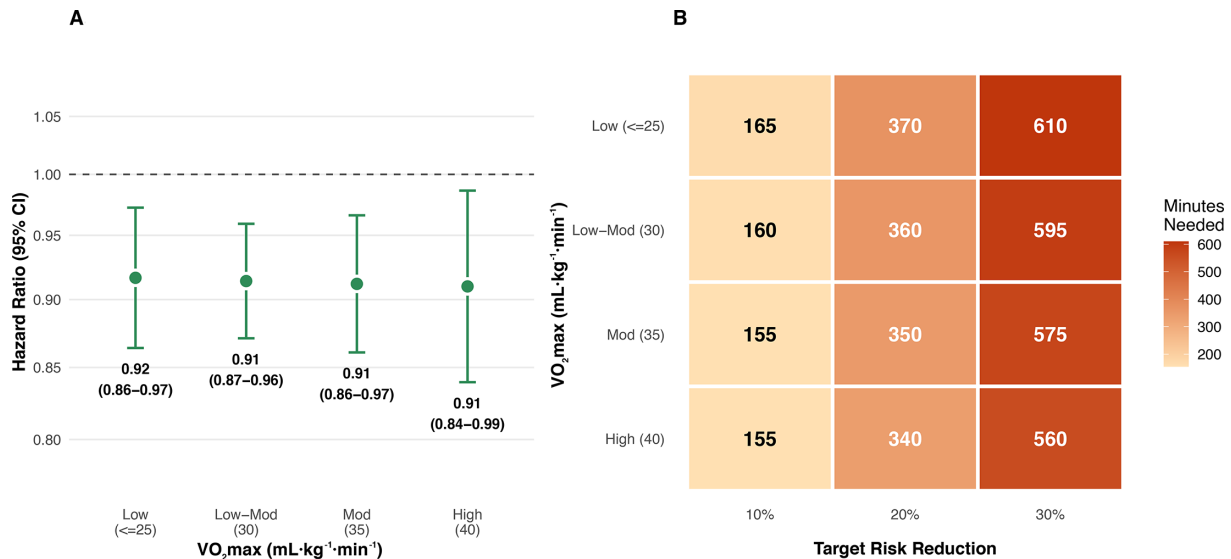 A
Hazard Ratio (95% CI)
1.05
1.00
0.95
0.90
0.85
0.80
0.92
(0.86–0.97)
0.91
(0.87–0.96)
0.91
(0.86–0.97)
0.91
(0.84–0.99)
Low
(<=25)
Low−Mod
(30)
Mod
(35)
High
(40)
VO₂max (mL·kg⁻¹·min⁻¹)
B
VO₂max (mL·kg⁻¹·min⁻¹)
Low (<=25) 165 370 610
Low−Mod (30) 160 360 595
Mod (35) 155 350 575
High (40) 155 340 560
10% 20% 30%
Target Risk Reduction
Minutes
Needed
600
500
400
300
200